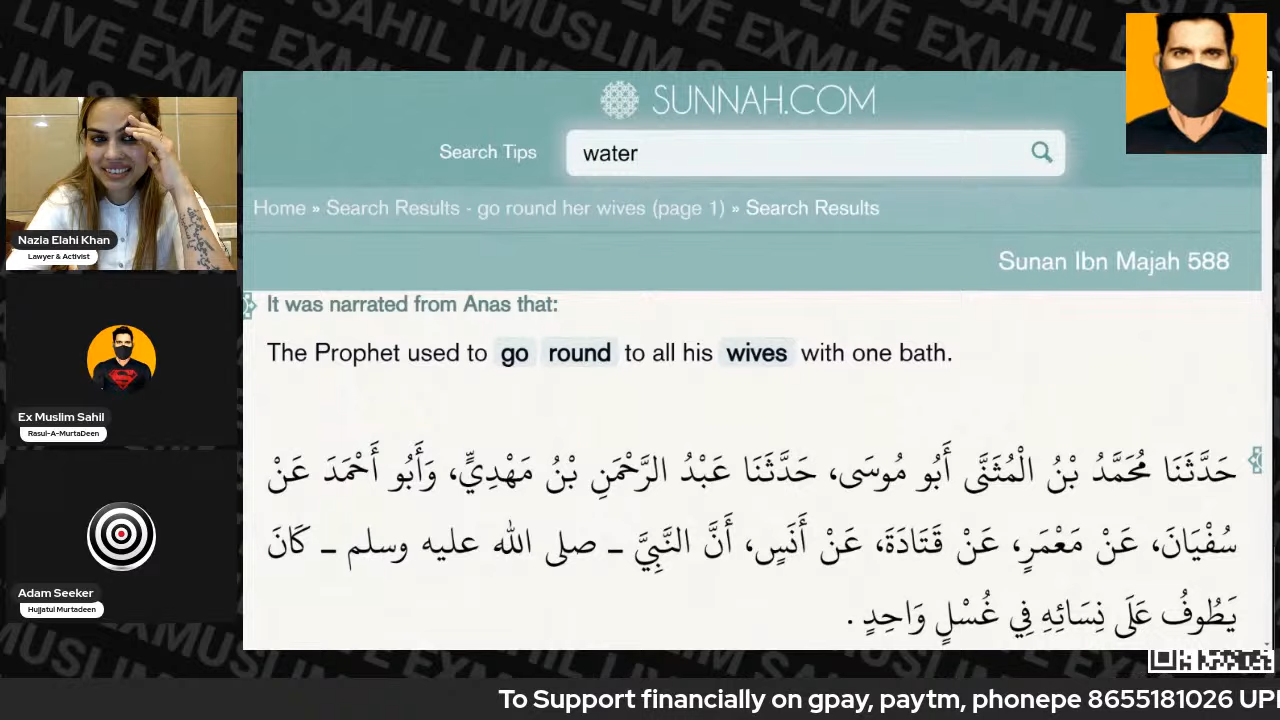 SUNNAH.COM
Search Tips
water
Home » Search Results - go round her wives (page 1) » Search Results
Sunan Ibn Majah 588
It was narrated from Anas that:
The Prophet used to go round to all his wives with one bath.
حَدَّثَنَا مُحَمَّدُ بْنُ الْمُثَنَّى أَبُو مُوسَى، حَدَّثَنَا عَبْدُ الرَّحْمَنِ بْنُ مَهْدِيٍّ، وَأَبُو أَحْمَدَ عَنْ
سُفْيَانَ، عَنْ مَعْمَرٍ، عَنْ قَتَادَةَ، عَنْ أَنَسٍ، أَنَّ النَّبِيَّ ـ صلى الله عليه وسلم ـ كَانَ
يَطُوفُ عَلَى نِسَائِهِ فِي غُسْلٍ وَاحِدٍ .
Nazla Elahi Khan
Lawyer & Activist
Ex Muslim Sahil
Rasul-A-MurtaDeen
Adam Seeker
Hujjatul Murtadeen
To Support financially on gpay, paytm, phonepe 8655181026 UPI